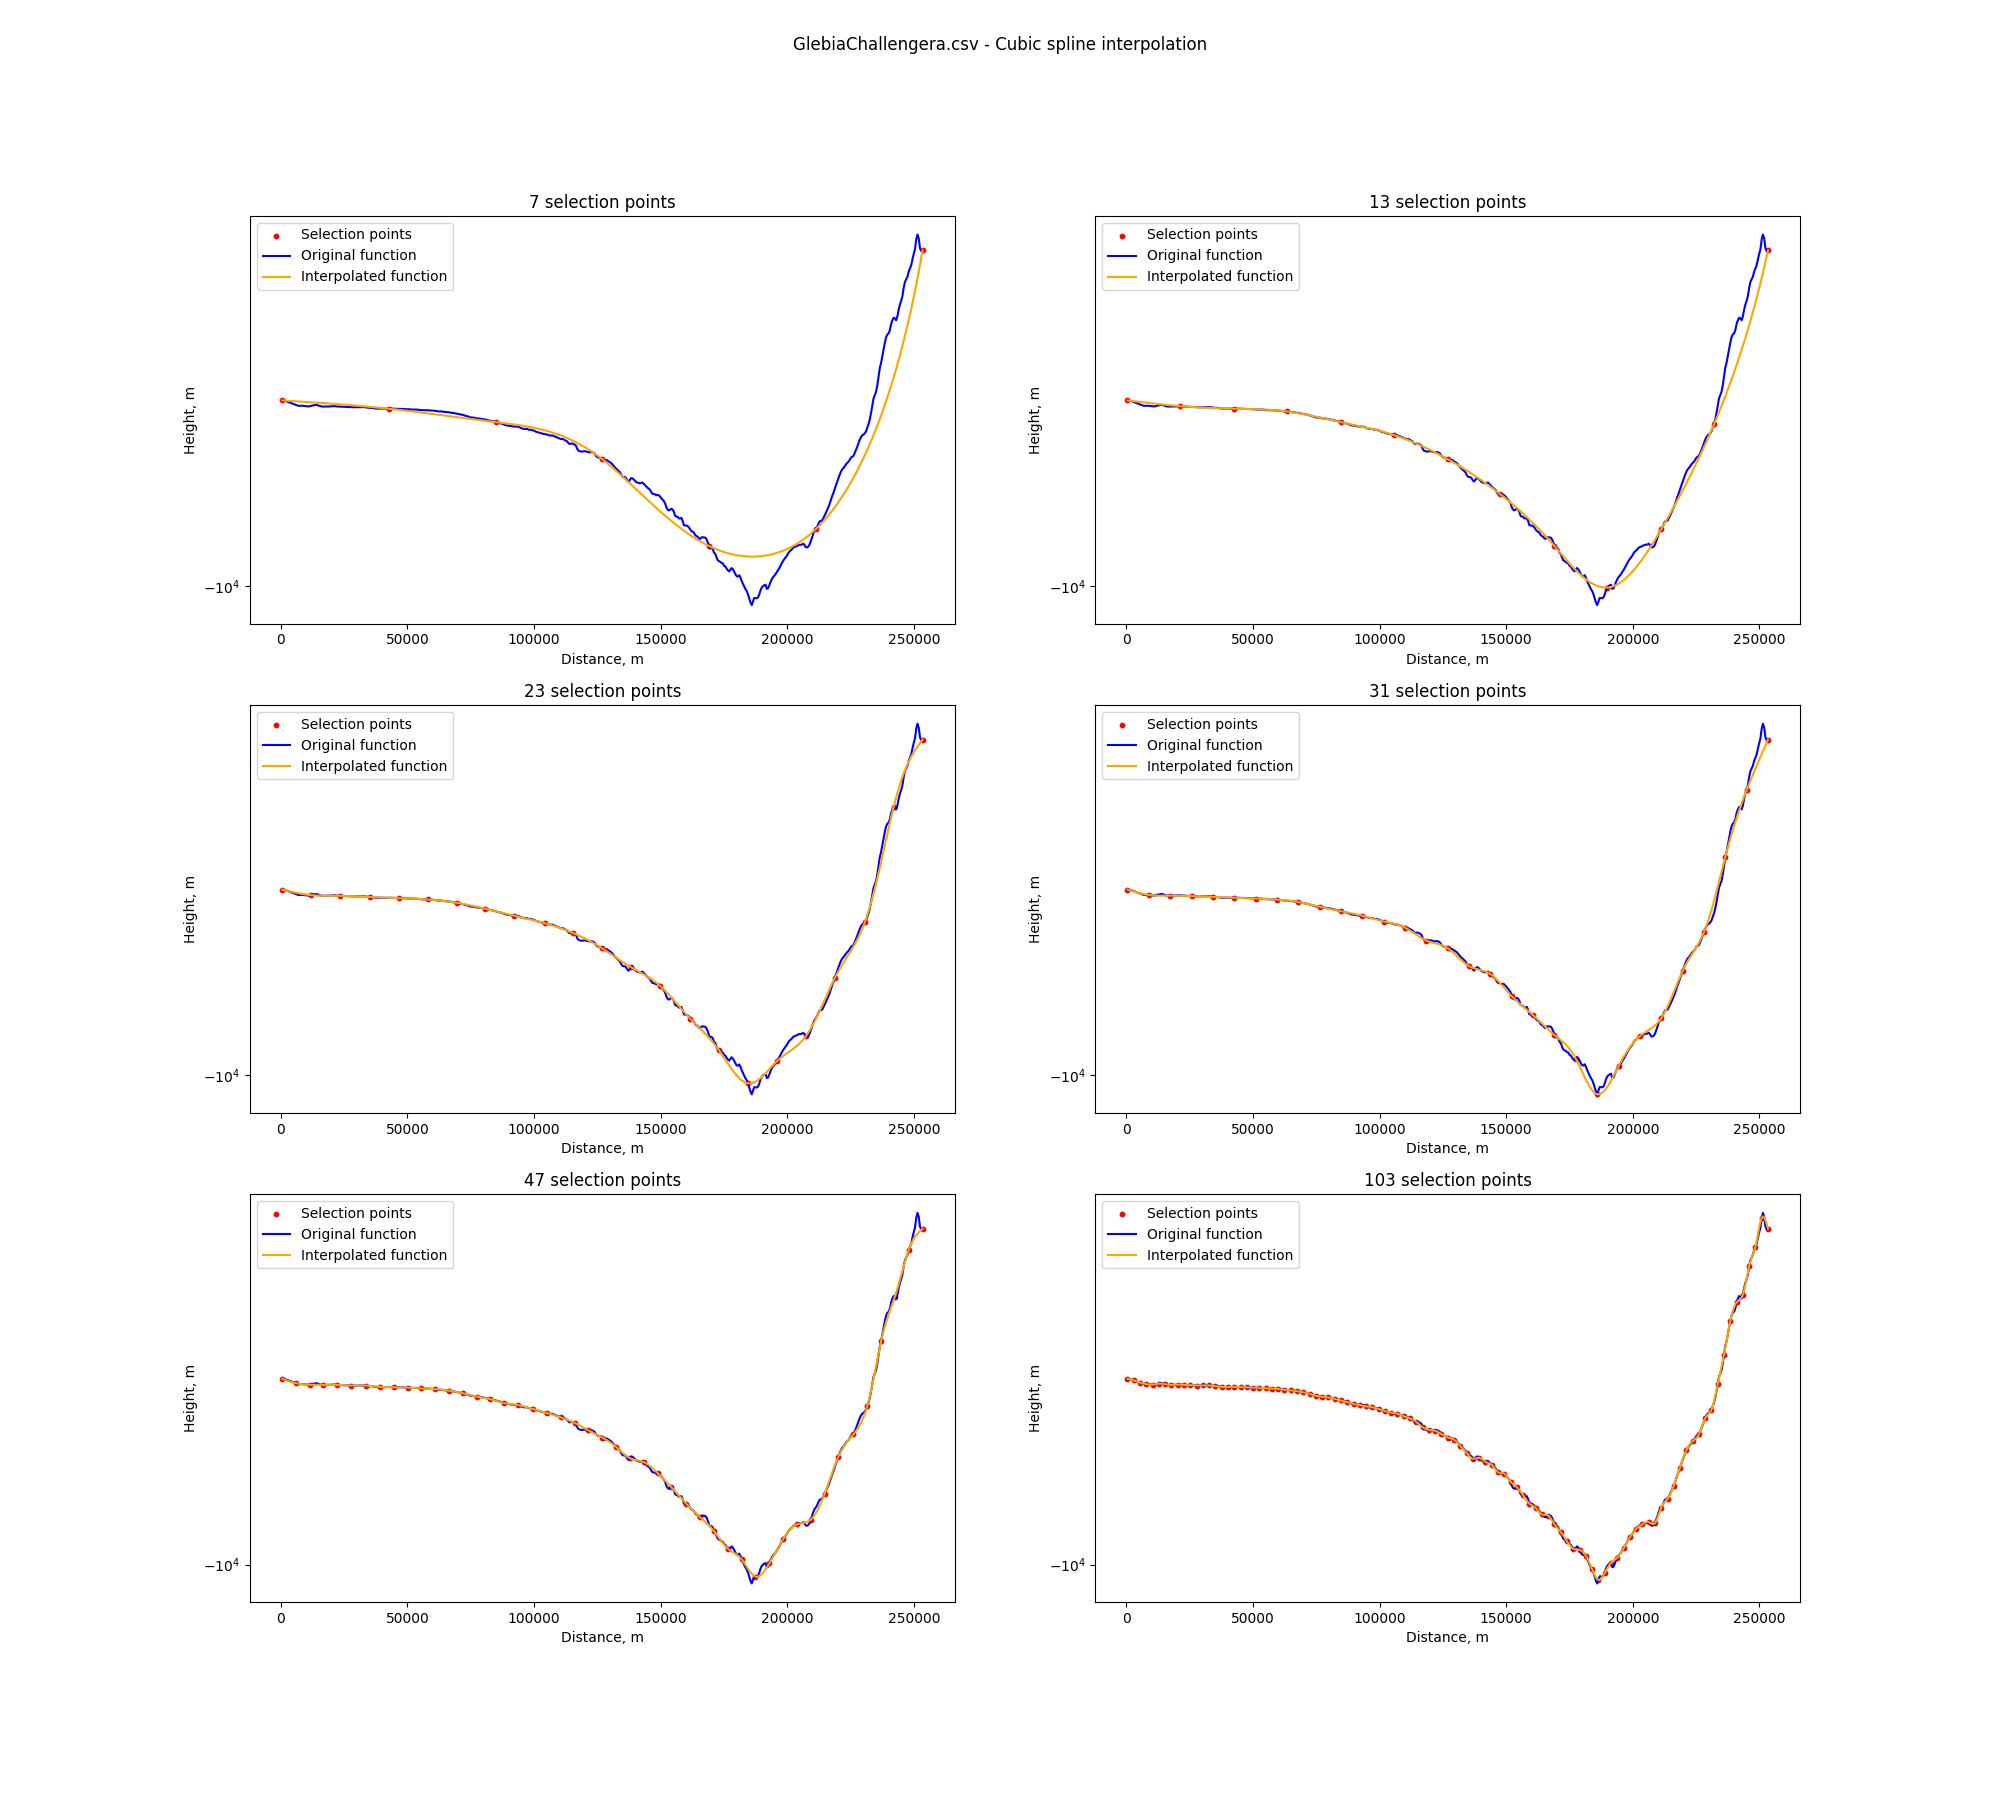 GlebiaChallengera.csv - Cubic spline interpolation
7 selection points
Selection points
Original function
Interpolated function
Height, m
−10⁴
0 50000 100000 150000 200000 250000
Distance, m
13 selection points
Selection points
Original function
Interpolated function
Height, m
−10⁴
0 50000 100000 150000 200000 250000
Distance, m
23 selection points
Selection points
Original function
Interpolated function
Height, m
−10⁴
0 50000 100000 150000 200000 250000
Distance, m
31 selection points
Selection points
Original function
Interpolated function
Height, m
−10⁴
0 50000 100000 150000 200000 250000
Distance, m
47 selection points
Selection points
Original function
Interpolated function
Height, m
−10⁴
0 50000 100000 150000 200000 250000
Distance, m
103 selection points
Selection points
Original function
Interpolated function
Height, m
−10⁴
0 50000 100000 150000 200000 250000
Distance, m